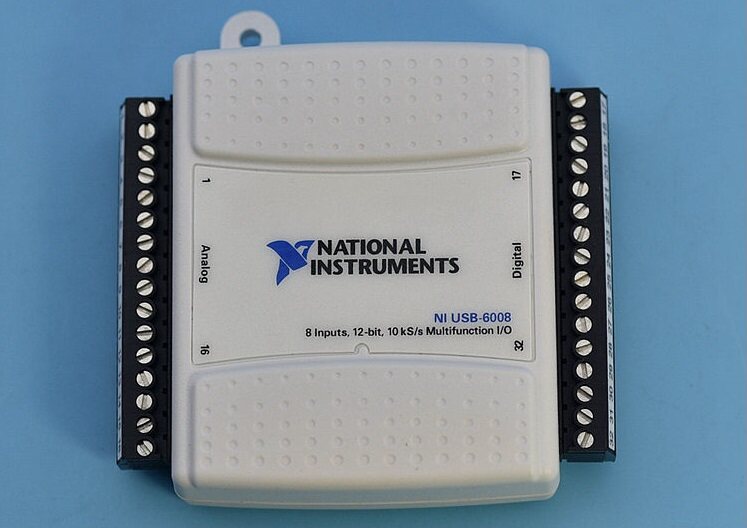 1
17
Analog
NATIONAL
INSTRUMENTS
Digital
NI USB-6008
8 Inputs, 12-bit, 10 kS/s Multifunction I/O
16
32